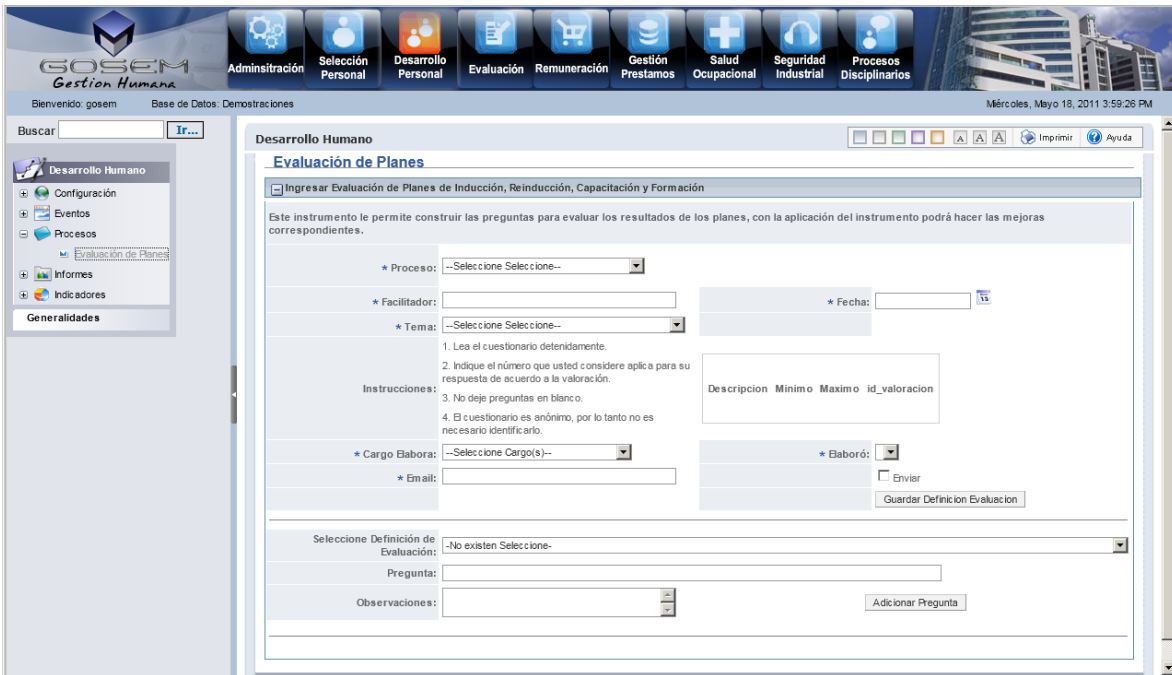 GOSEM
Gestion Humana
Adminsitración
Selección Personal
Desarrollo Personal
Evaluación
Remuneración
Gestión Prestamos
Salud Ocupacional
Seguridad Industrial
Procesos Disciplinarios
Bienvenido: gosem Base de Datos: Demostraciones Miércoles, Mayo 18, 2011 3:59:26 PM
Buscar Ir...
Desarrollo Humano
Configuración
Eventos
Procesos
Evaluación de Planes
Informes
Indicadores
Generalidades
Desarrollo Humano A A A Imprimir Ayuda
Evaluación de Planes
Ingresar Evaluación de Planes de Inducción, Reinducción, Capacitación y Formación
Este instrumento le permite construir las preguntas para evaluar los resultados de los planes, con la aplicación del instrumento podrá hacer las mejoras
correspondientes.
* Proceso: --Seleccione Seleccione--
* Facilitador: * Fecha:
* Tema: --Seleccione Seleccione--
Instrucciones:
1. Lea el cuestionario detenidamente.
2. Indique el número que usted considere aplica para su
respuesta de acuerdo a la valoración.
3. No deje preguntas en blanco.
4. El cuestionario es anónimo, por lo tanto no es
necesario identificarlo.
Descripcion Minimo Maximo id_valoracion
* Cargo Elabora: --Seleccione Cargo(s)-- * Elaboró:
* Email: Enviar
Guardar Definicion Evaluacion
Seleccione Definición de
Evaluación: -No existen Seleccione-
Pregunta:
Observaciones: Adicionar Pregunta